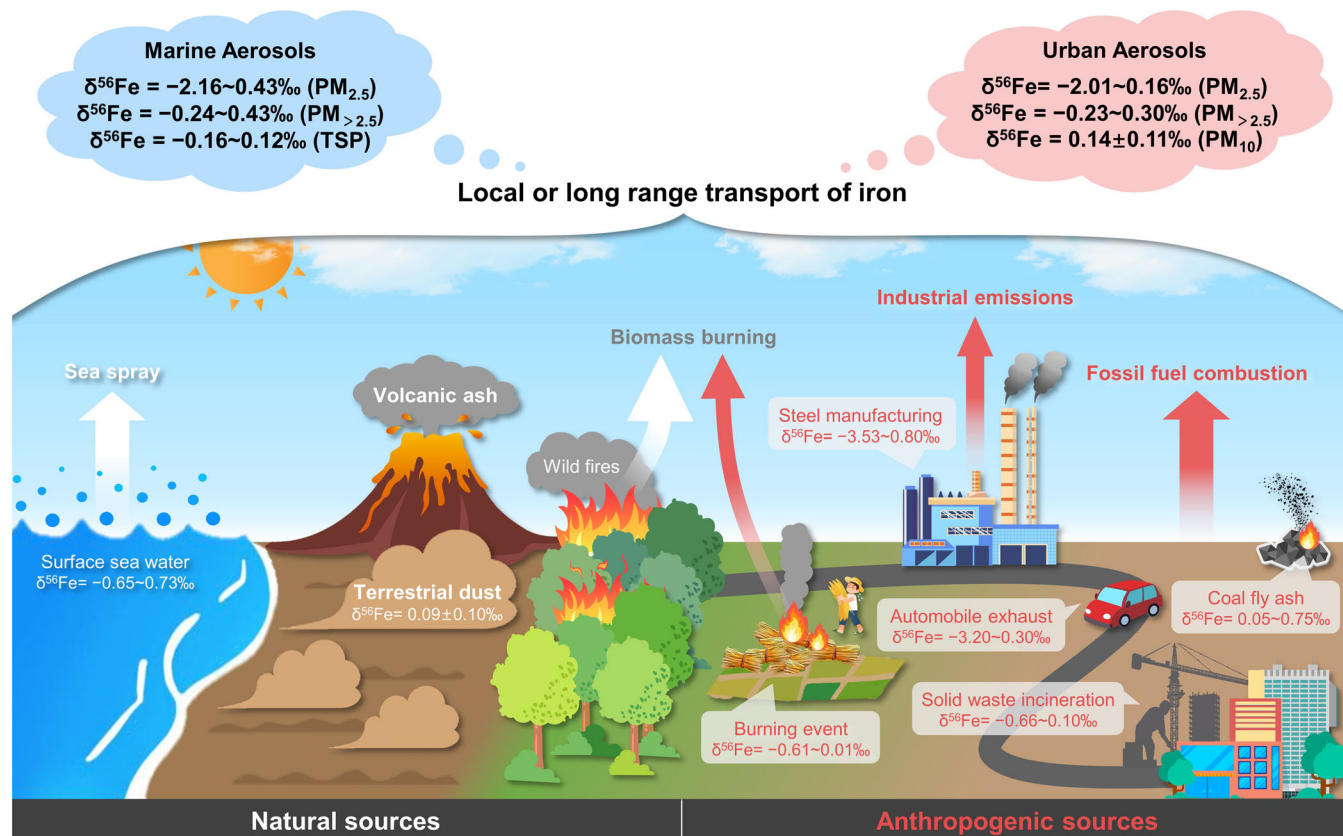 Marine Aerosols
δ⁵⁶Fe = −2.16~0.43‰ (PM₂.₅)
δ⁵⁶Fe = −0.24~0.43‰ (PM>₂.₅)
δ⁵⁶Fe = −0.16~0.12‰ (TSP)
Urban Aerosols
δ⁵⁶Fe= −2.01~0.16‰ (PM₂.₅)
δ⁵⁶Fe = −0.23~0.30‰ (PM>₂.₅)
δ⁵⁶Fe = 0.14±0.11‰ (PM₁₀)
Local or long range transport of iron
Sea spray
Volcanic ash
Biomass burning
Industrial emissions
Fossil fuel combustion
Steel manufacturing
δ⁵⁶Fe= −3.53~0.80‰
Wild fires
Surface sea water
δ⁵⁶Fe= −0.65~0.73‰
Terrestrial dust
δ⁵⁶Fe= 0.09±0.10‰
Automobile exhaust
δ⁵⁶Fe= −3.20~0.30‰
Coal fly ash
δ⁵⁶Fe= 0.05~0.75‰
Solid waste incineration
δ⁵⁶Fe= −0.66~0.10‰
Burning event
δ⁵⁶Fe= −0.61~0.01‰
Natural sources
Anthropogenic sources